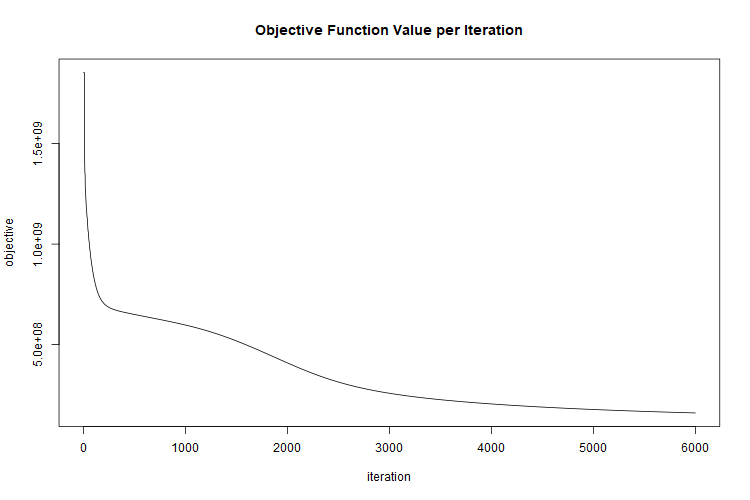 Objective Function Value per Iteration
objective
1.5e+09
1.0e+09
5.0e+08
0 1000 2000 3000 4000 5000 6000
iteration